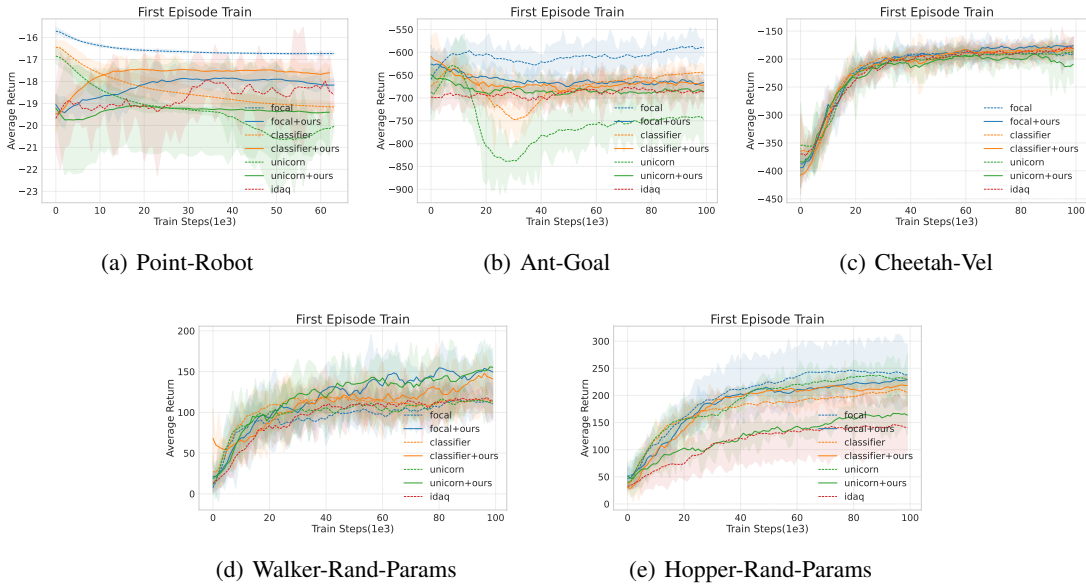 First Episode Train
−16
−17
−18
−19
−20
−21
−22
−23
Average Return
focal
focal+ours
classifier
classifier+ours
unicorn
unicorn+ours
idaq
0 10 20 30 40 50 60
Train Steps(1e3)
(a) Point-Robot
First Episode Train
−550
−600
−650
−700
−750
−800
−850
−900
Average Return
focal
focal+ours
classifier
classifier+ours
unicorn
unicorn+ours
idaq
0 20 40 60 80 100
Train Steps(1e3)
(b) Ant-Goal
First Episode Train
−150
−200
−250
−300
−350
−400
−450
Average Return
focal
focal+ours
classifier
classifier+ours
unicorn
unicorn+ours
idaq
0 20 40 60 80 100
Train Steps(1e3)
(c) Cheetah-Vel
First Episode Train
200
150
100
50
0
Average Return
focal
focal+ours
classifier
classifier+ours
unicorn
unicorn+ours
idaq
0 20 40 60 80 100
Train Steps(1e3)
(d) Walker-Rand-Params
First Episode Train
300
250
200
150
100
50
0
Average Return
focal
focal+ours
classifier
classifier+ours
unicorn
unicorn+ours
idaq
0 20 40 60 80 100
Train Steps(1e3)
(e) Hopper-Rand-Params